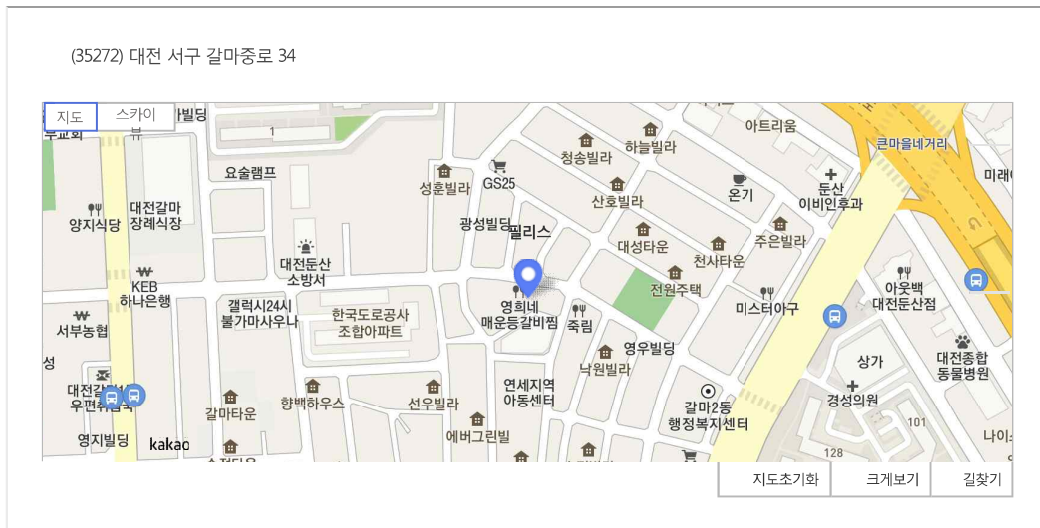 (35272) 대전 서구 갈마중로 34
지도
스카이
뷰
1
요술램프
양지식당
대전갈마
장례식장
KEB
하나은행
서부농협
성
대전둔산
소방서
갤럭시24시
불가마사우나
한국도로공사
조합아파트
성훈빌라
GS25
광성빌딩
필리스
영희네
매운등갈비찜
죽림
청송빌라
하늘빌라
산호빌라
대성타운
천사타운
전원주택
주은빌라
온기
아트리움
둔산
이비인후과
큰마을네거리
미스터아구
아웃백
대전둔산점
상가
대전종합
동물병원
경성의원
101
128
영우빌딩
낙원빌라
갈마2동
행정복지센터
연세지역
아동센터
선우빌라
에버그린빌
향백하우스
갈마타운
영지빌딩
kakao
지도초기화
크게보기
길찾기